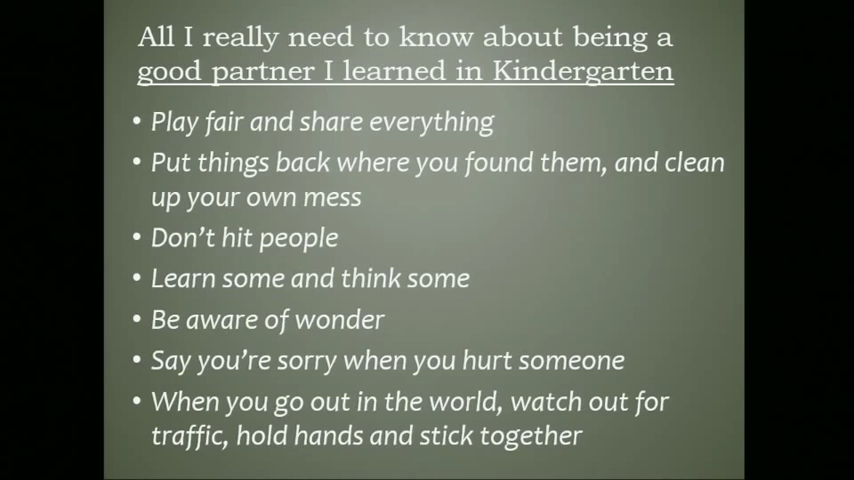 All I really need to know about being a
good partner I learned in Kindergarten
• Play fair and share everything
• Put things back where you found them, and clean
up your own mess
• Don't hit people
• Learn some and think some
• Be aware of wonder
• Say you're sorry when you hurt someone
• When you go out in the world, watch out for
traffic, hold hands and stick together